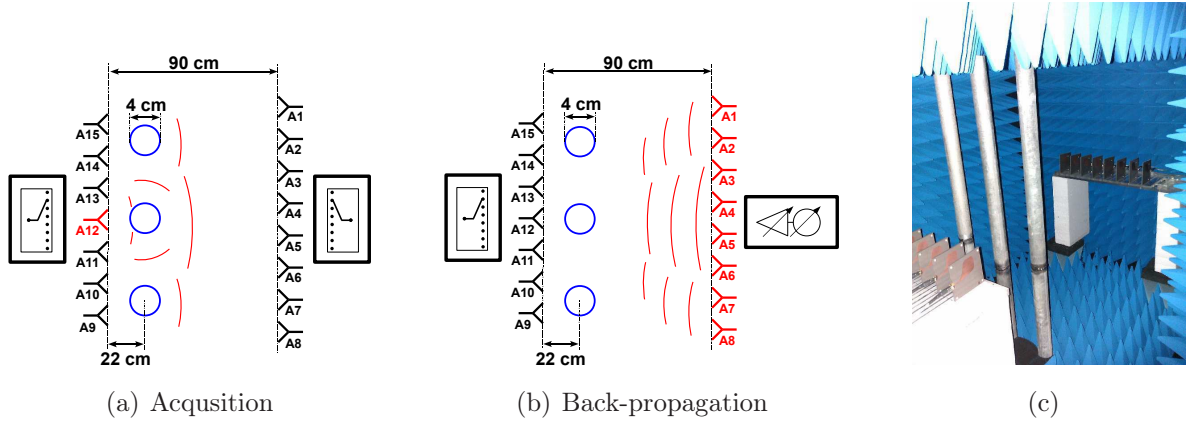 90 cm
4 cm
A1
A15
A2
A14
A3
A13
A4
A12
A5
A11
A6
A10
A7
A9
A8
22 cm
(a) Acqusition
90 cm
4 cm
A1
A15
A2
A14
A3
A13
A4
A12
A5
A11
A6
A10
A7
A9
A8
22 cm
(b) Back-propagation
(c)